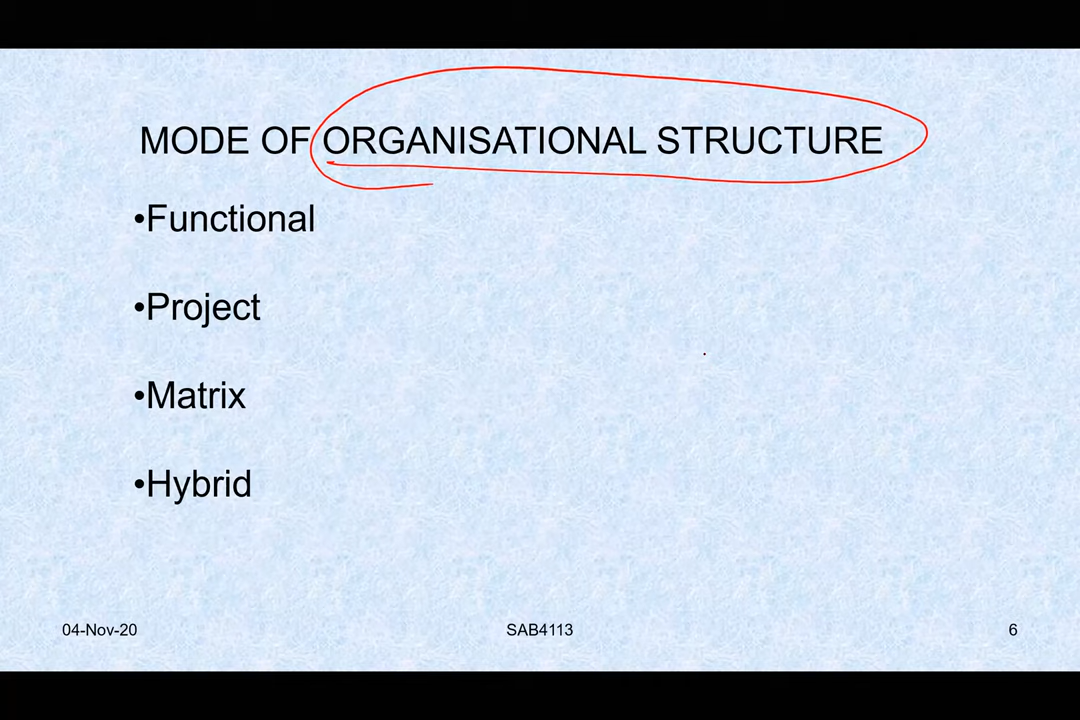 MODE OF ORGANISATIONAL STRUCTURE
•Functional
•Project
•Matrix
•Hybrid
04-Nov-20
SAB4113
6